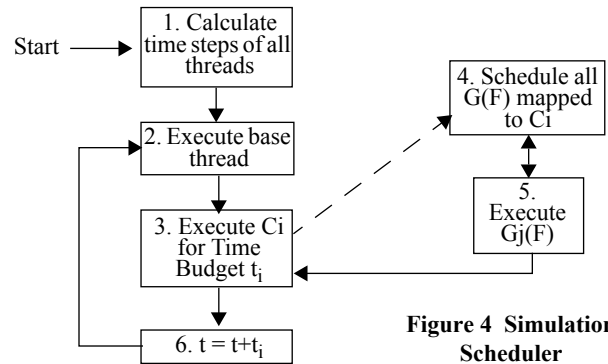 Start
1. Calculate
time steps of all
threads
2. Execute base
thread
3. Execute Ci
for Time
Budget ti
6. t = t+ti
4. Schedule all
G(F) mapped
to Ci
5.
Execute
Gj(F)
Figure 4 Simulation
Scheduler